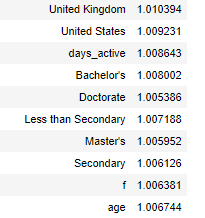 United Kingdom 1.010394
United States 1.009231
days_active 1.008643
Bachelor's 1.008002
Doctorate 1.005386
Less than Secondary 1.007188
Master's 1.005952
Secondary 1.006126
f 1.006381
age 1.006744